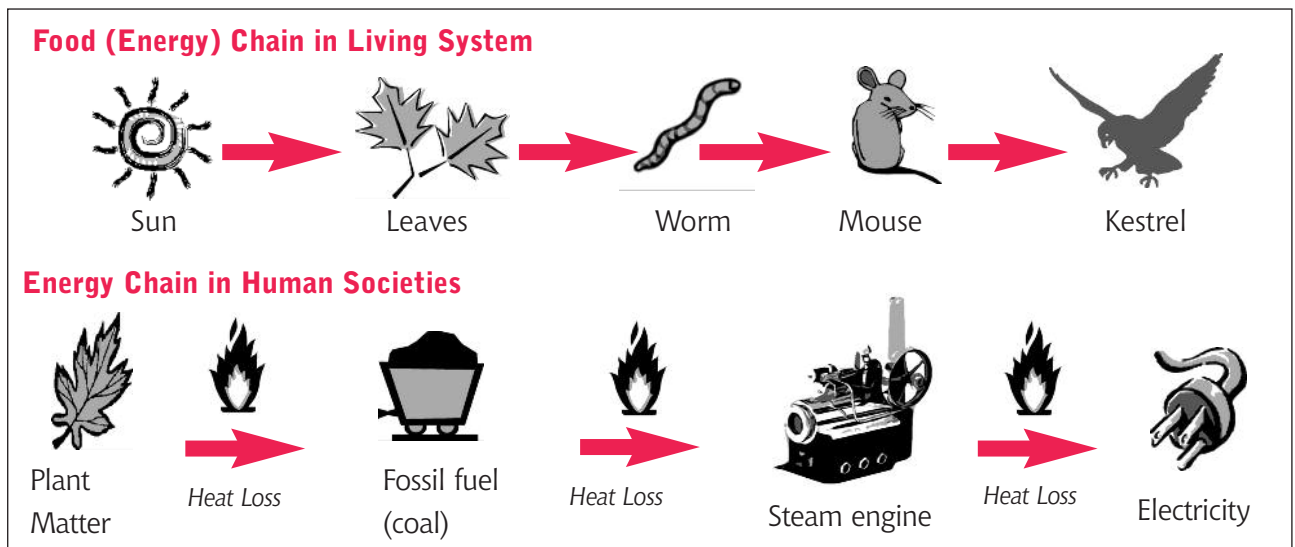 Food (Energy) Chain in Living System
Sun
Leaves
Worm
Mouse
Kestrel
Energy Chain in Human Societies
Plant
Matter
Heat Loss
Fossil fuel
(coal)
Heat Loss
Steam engine
Heat Loss
Electricity